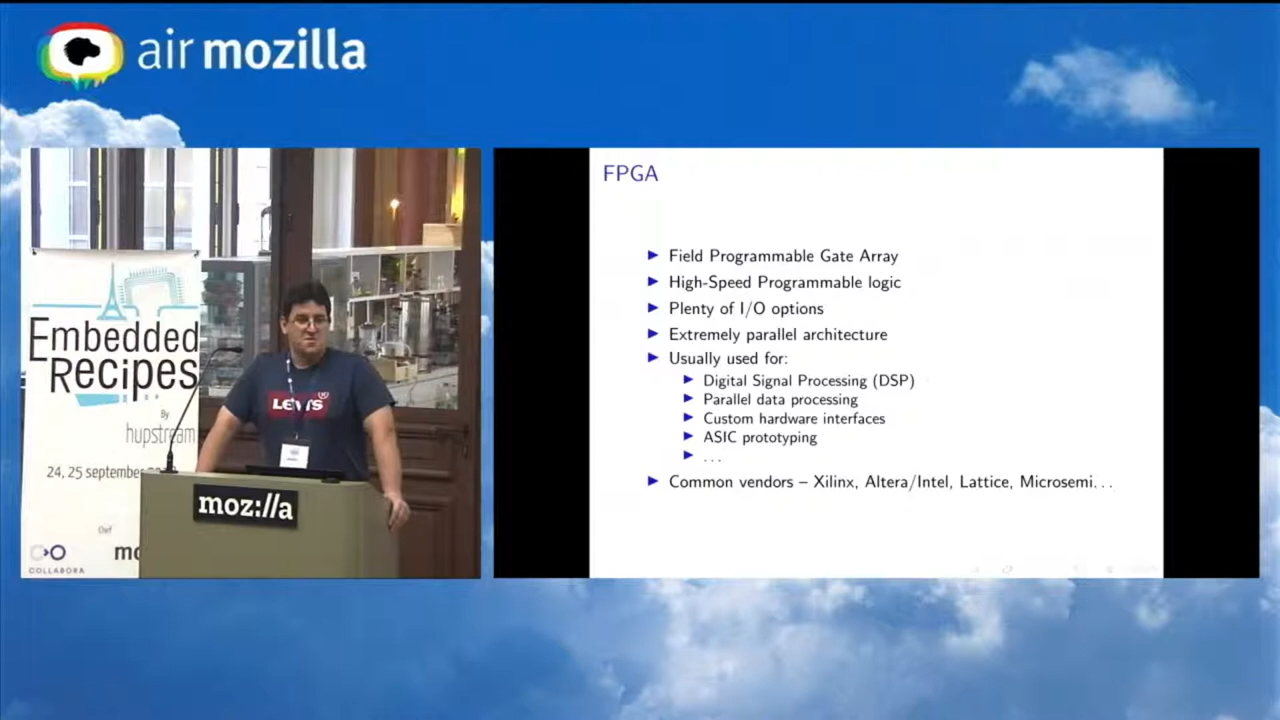 air mozilla
Embedded
Recipes
By
hupstream
24, 25 september
Chef
COLLABORA
LEVI'S
moz://a
FPGA
Field Programmable Gate Array
High-Speed Programmable logic
Plenty of I/O options
Extremely parallel architecture
Usually used for:
Digital Signal Processing (DSP)
Parallel data processing
Custom hardware interfaces
ASIC prototyping
...
Common vendors – Xilinx, Altera/Intel, Lattice, Microsemi...